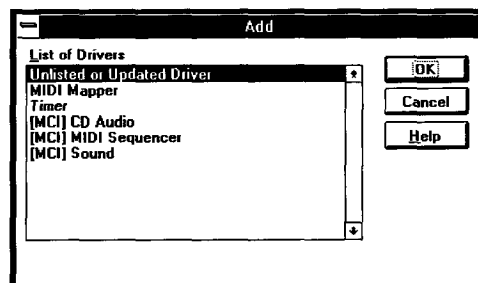 Add
List of Drivers
Unlisted or Updated Driver
MIDI Mapper
Timer
[MCI] CD Audio
[MCI] MIDI Sequencer
[MCI] Sound
OK
Cancel
Help